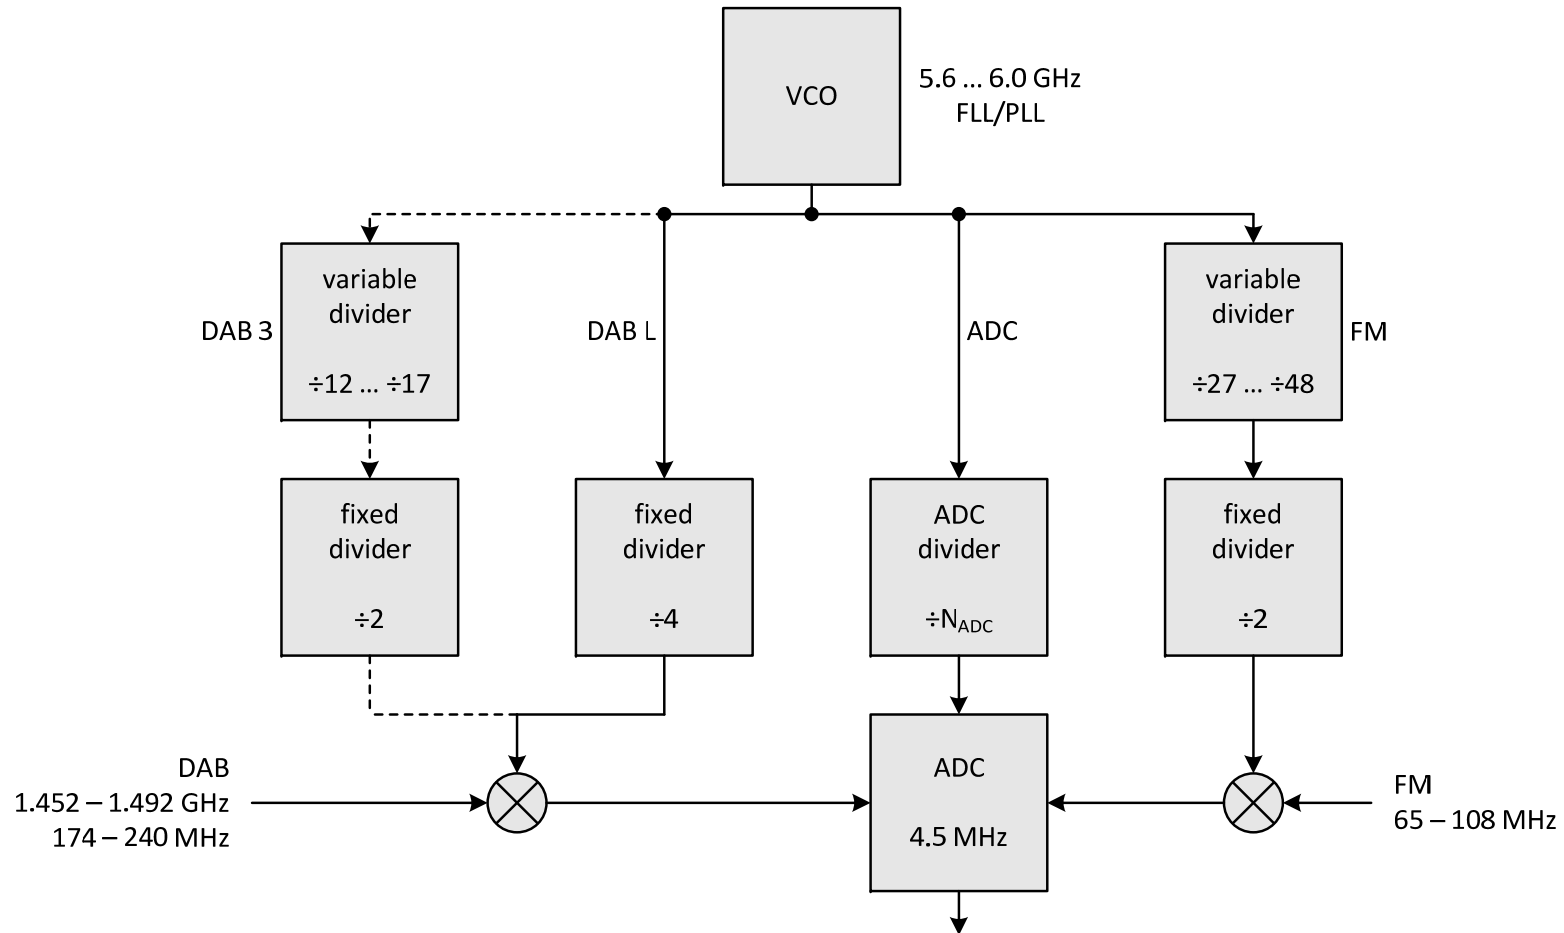 VCO
5.6 ... 6.0 GHz
FLL/PLL
variable
divider
÷12 ... ÷17
DAB 3
DAB L
ADC
variable
divider
÷27 ... ÷48
FM
fixed
divider
÷2
fixed
divider
÷4
ADC
divider
÷N_ADC
fixed
divider
÷2
DAB
1.452 – 1.492 GHz
174 – 240 MHz
ADC
4.5 MHz
FM
65 – 108 MHz